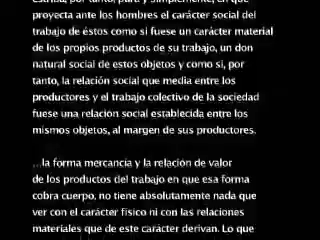 estriba, por tanto, pura y simplemente, en que
proyecta ante los hombres el carácter social del
trabajo de éstos como si fuese un carácter material
de los propios productos de su trabajo, un don
natural social de estos objetos y como si, por
tanto, la relación social que media entre los
productores y el trabajo colectivo de la sociedad
fuese una relación social establecida entre los
mismos objetos, al margen de sus productores.
...la forma mercancía y la relación de valor
de los productos del trabajo en que esa forma
cobra cuerpo, no tiene absolutamente nada que
ver con el carácter físico ni con las relaciones
materiales que de este carácter derivan. Lo que